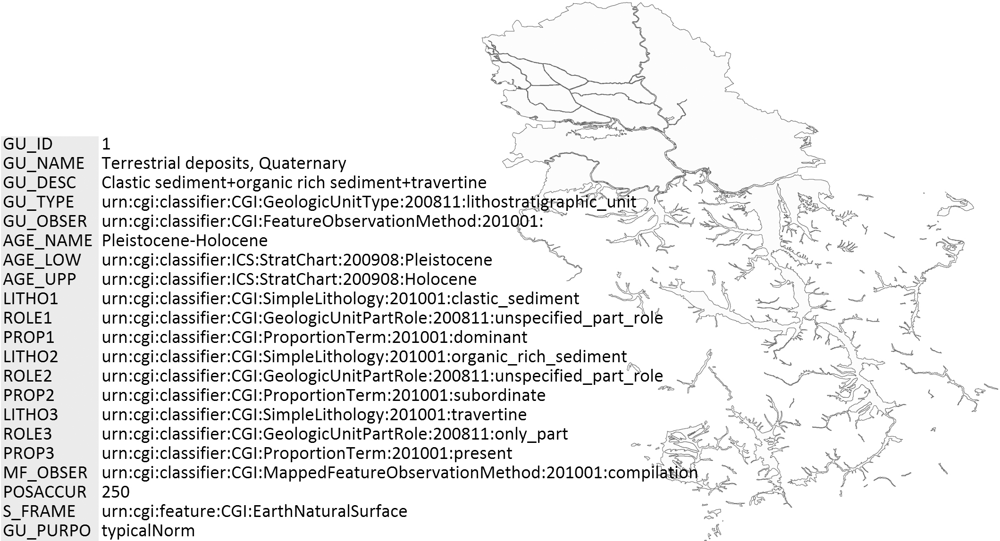 GU_ID 1
GU_NAME Terrestrial deposits, Quaternary
GU_DESC Clastic sediment+organic rich sediment+travertine
GU_TYPE urn:cgi:classifier:CGI:GeologicUnitType:200811:lithostratigraphic_unit
GU_OBSER urn:cgi:classifier:CGI:FeatureObservationMethod:201001:
AGE_NAME Pleistocene-Holocene
AGE_LOW urn:cgi:classifier:ICS:StratChart:200908:Pleistocene
AGE_UPP urn:cgi:classifier:ICS:StratChart:200908:Holocene
LITHO1 urn:cgi:classifier:CGI:SimpleLithology:201001:clastic_sediment
ROLE1 urn:cgi:classifier:CGI:GeologicUnitPartRole:200811:unspecified_part_role
PROP1 urn:cgi:classifier:CGI:ProportionTerm:201001:dominant
LITHO2 urn:cgi:classifier:CGI:SimpleLithology:201001:organic_rich_sediment
ROLE2 urn:cgi:classifier:CGI:GeologicUnitPartRole:200811:unspecified_part_role
PROP2 urn:cgi:classifier:CGI:ProportionTerm:201001:subordinate
LITHO3 urn:cgi:classifier:CGI:SimpleLithology:201001:travertine
ROLE3 urn:cgi:classifier:CGI:GeologicUnitPartRole:200811:only_part
PROP3 urn:cgi:classifier:CGI:ProportionTerm:201001:present
MF_OBSER urn:cgi:classifier:CGI:MappedFeatureObservationMethod:201001:compilation
POSACCUR 250
S_FRAME urn:cgi:feature:CGI:EarthNaturalSurface
GU_PURPO typicalNorm